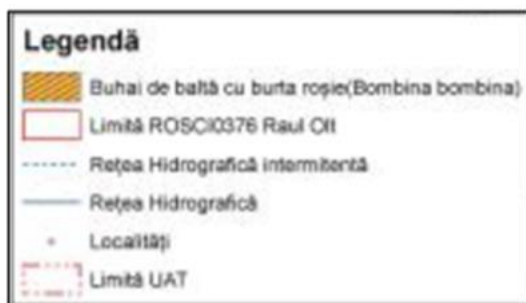 Legendă
Buhai de baltă cu burta roșie(Bombina bombina)
Limită ROSCI0376 Raul Olt
Rețea Hidrografică intermitentă
Rețea Hidrografică
Localități
Limită UAT